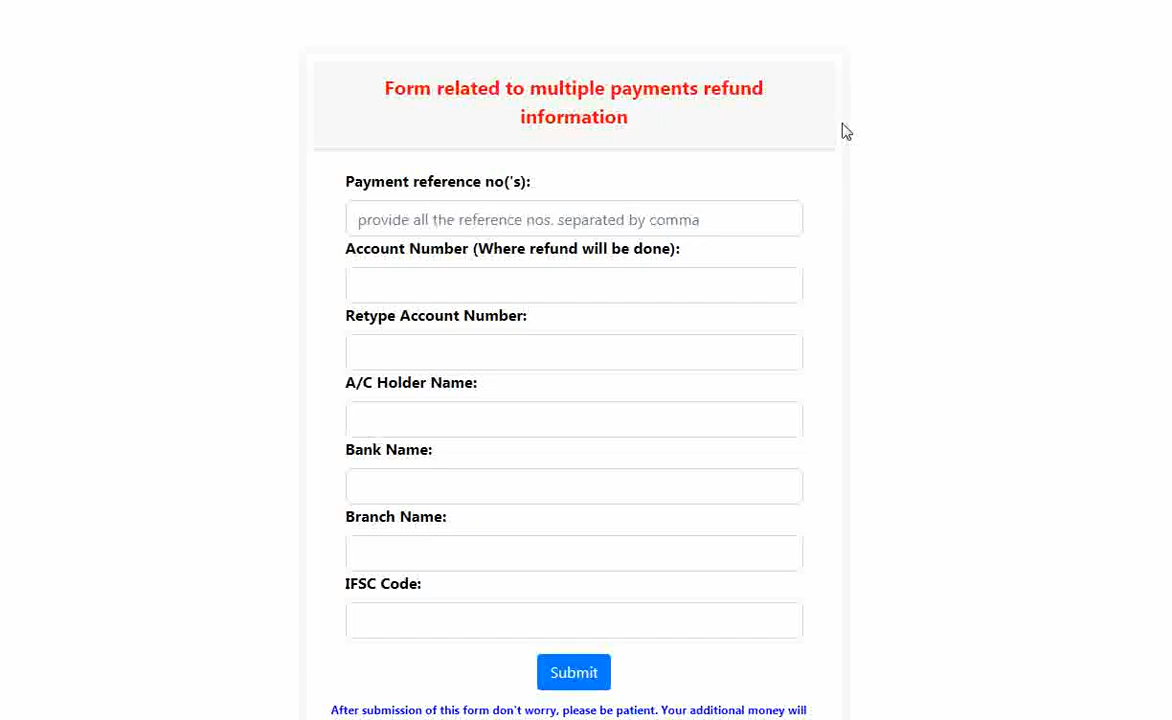 Form related to multiple payments refund
information
Payment reference no('s):
provide all the reference nos. separated by comma
Account Number (Where refund will be done):
Retype Account Number:
A/C Holder Name:
Bank Name:
Branch Name:
IFSC Code:
Submit
After submission of this form don't worry, please be patient. Your additional money will